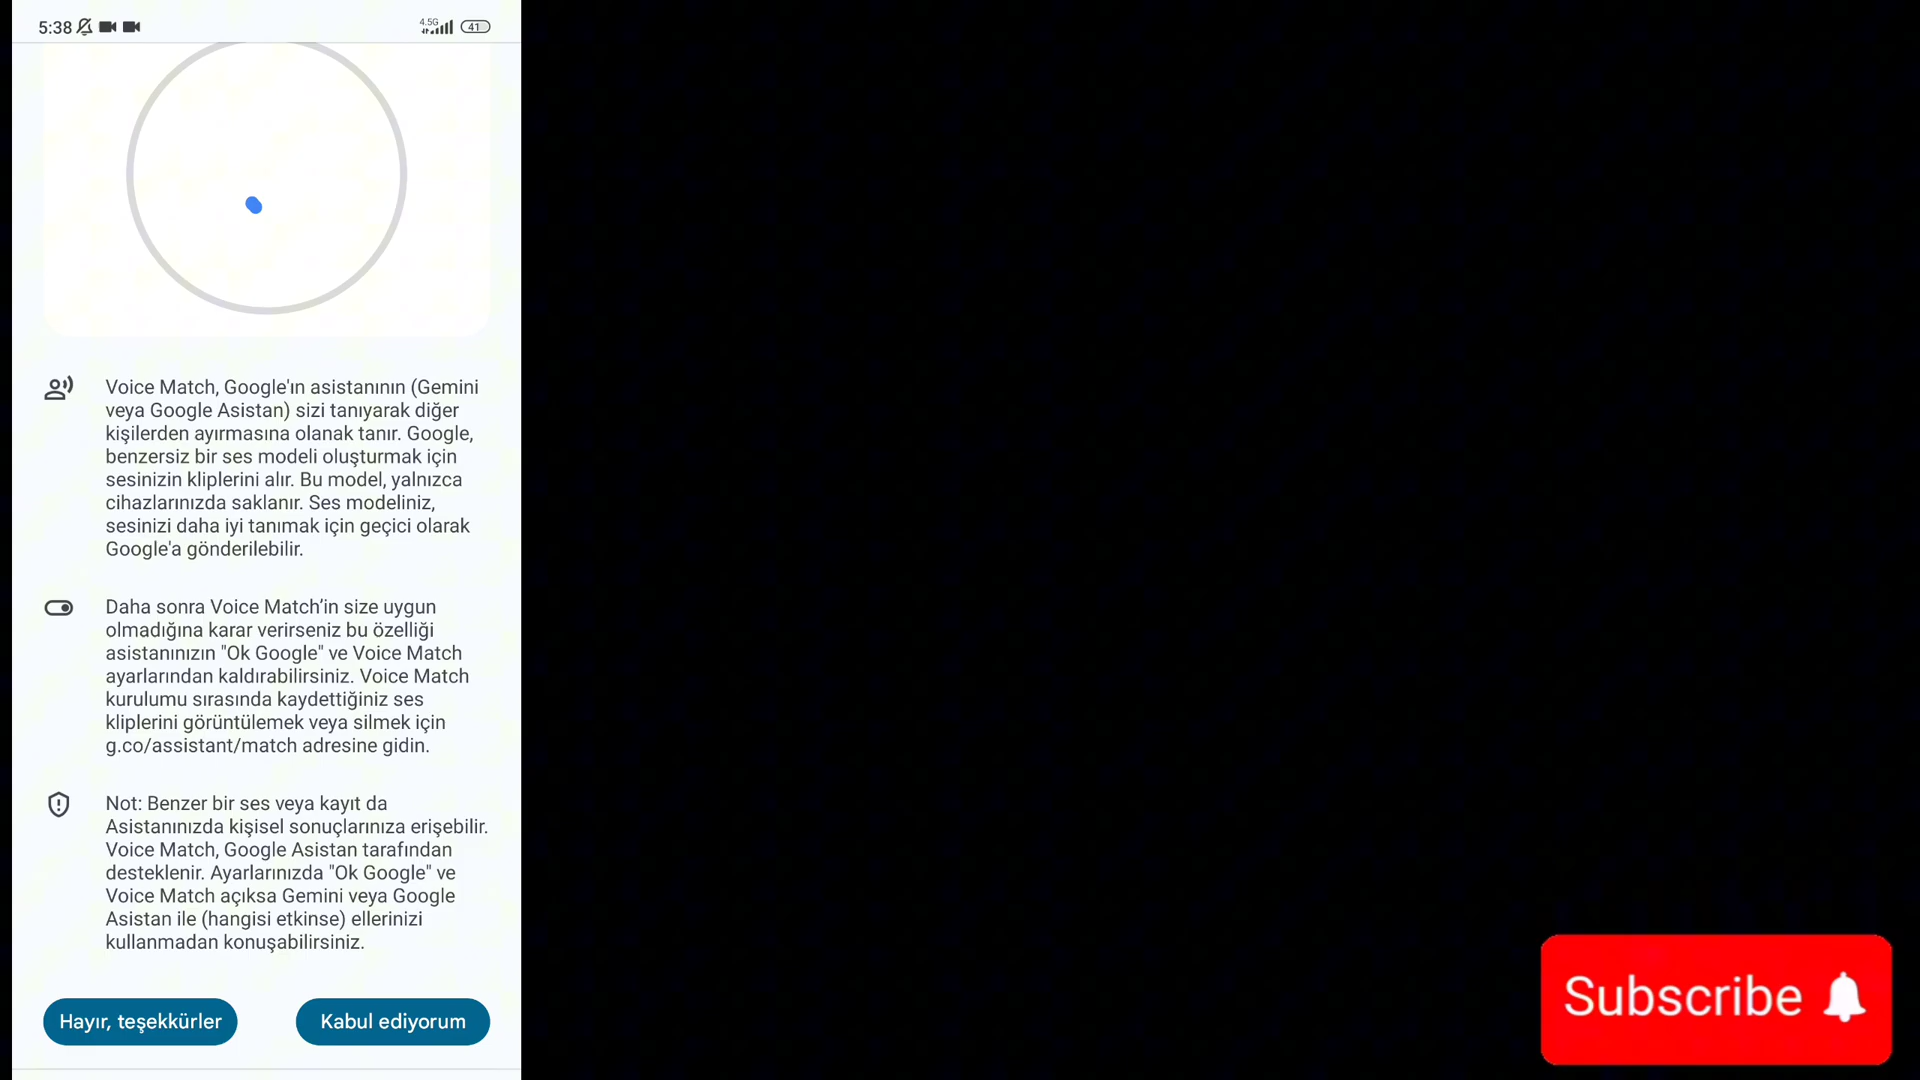 5:38
4.5G
41
Voice Match, Google'ın asistanının (Gemini
veya Google Asistan) sizi tanıyarak diğer
kişilerden ayırmasına olanak tanır. Google,
benzersiz bir ses modeli oluşturmak için
sesinizin kliplerini alır. Bu model, yalnızca
cihazlarınızda saklanır. Ses modeliniz,
sesinizi daha iyi tanımak için geçici olarak
Google'a gönderilebilir.
Daha sonra Voice Match’in size uygun
olmadığına karar verirseniz bu özelliği
asistanınızın "Ok Google" ve Voice Match
ayarlarından kaldırabilirsiniz. Voice Match
kurulumu sırasında kaydettiğiniz ses
kliplerini görüntülemek veya silmek için
g.co/assistant/match adresine gidin.
Not: Benzer bir ses veya kayıt da
Asistanınızda kişisel sonuçlarınıza erişebilir.
Voice Match, Google Asistan tarafından
desteklenir. Ayarlarınızda "Ok Google" ve
Voice Match açıksa Gemini veya Google
Asistan ile (hangisi etkinse) ellerinizi
kullanmadan konuşabilirsiniz.
Hayır, teşekkürler
Kabul ediyorum
Subscribe